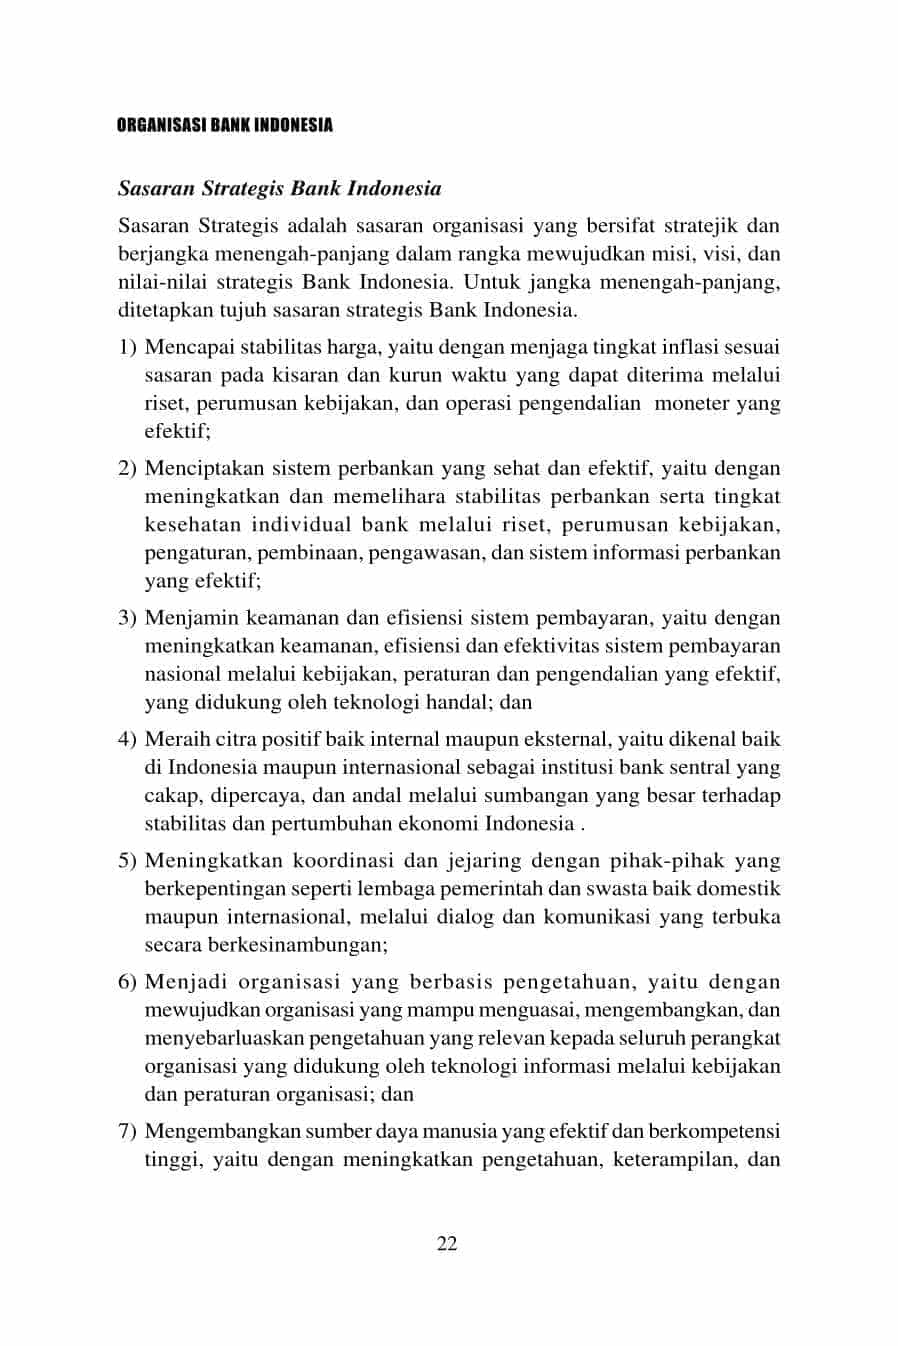 ORGANISASI BANK INDONESIA
Sasaran Strategis Bank Indonesia
Sasaran Strategis adalah sasaran organisasi yang bersifat stratejik dan
berjangka menengah-panjang dalam rangka mewujudkan misi, visi, dan
nilai-nilai strategis Bank Indonesia. Untuk jangka menengah-panjang,
ditetapkan tujuh sasaran strategis Bank Indonesia.
1) Mencapai stabilitas harga, yaitu dengan menjaga tingkat inflasi sesuai
sasaran pada kisaran dan kurun waktu yang dapat diterima melalui
riset, perumusan kebijakan, dan operasi pengendalian moneter yang
efektif;
2) Menciptakan sistem perbankan yang sehat dan efektif, yaitu dengan
meningkatkan dan memelihara stabilitas perbankan serta tingkat
kesehatan individual bank melalui riset, perumusan kebijakan,
pengaturan, pembinaan, pengawasan, dan sistem informasi perbankan
yang efektif;
3) Menjamin keamanan dan efisiensi sistem pembayaran, yaitu dengan
meningkatkan keamanan, efisiensi dan efektivitas sistem pembayaran
nasional melalui kebijakan, peraturan dan pengendalian yang efektif,
yang didukung oleh teknologi handal; dan
4) Meraih citra positif baik internal maupun eksternal, yaitu dikenal baik
di Indonesia maupun internasional sebagai institusi bank sentral yang
cakap, dipercaya, dan andal melalui sumbangan yang besar terhadap
stabilitas dan pertumbuhan ekonomi Indonesia .
5) Meningkatkan koordinasi dan jejaring dengan pihak-pihak yang
berkepentingan seperti lembaga pemerintah dan swasta baik domestik
maupun internasional, melalui dialog dan komunikasi yang terbuka
secara berkesinambungan;
6) Menjadi organisasi yang berbasis pengetahuan, yaitu dengan
mewujudkan organisasi yang mampu menguasai, mengembangkan, dan
menyebarluaskan pengetahuan yang relevan kepada seluruh perangkat
organisasi yang didukung oleh teknologi informasi melalui kebijakan
dan peraturan organisasi; dan
7) Mengembangkan sumber daya manusia yang efektif dan berkompetensi
tinggi, yaitu dengan meningkatkan pengetahuan, keterampilan, dan
22